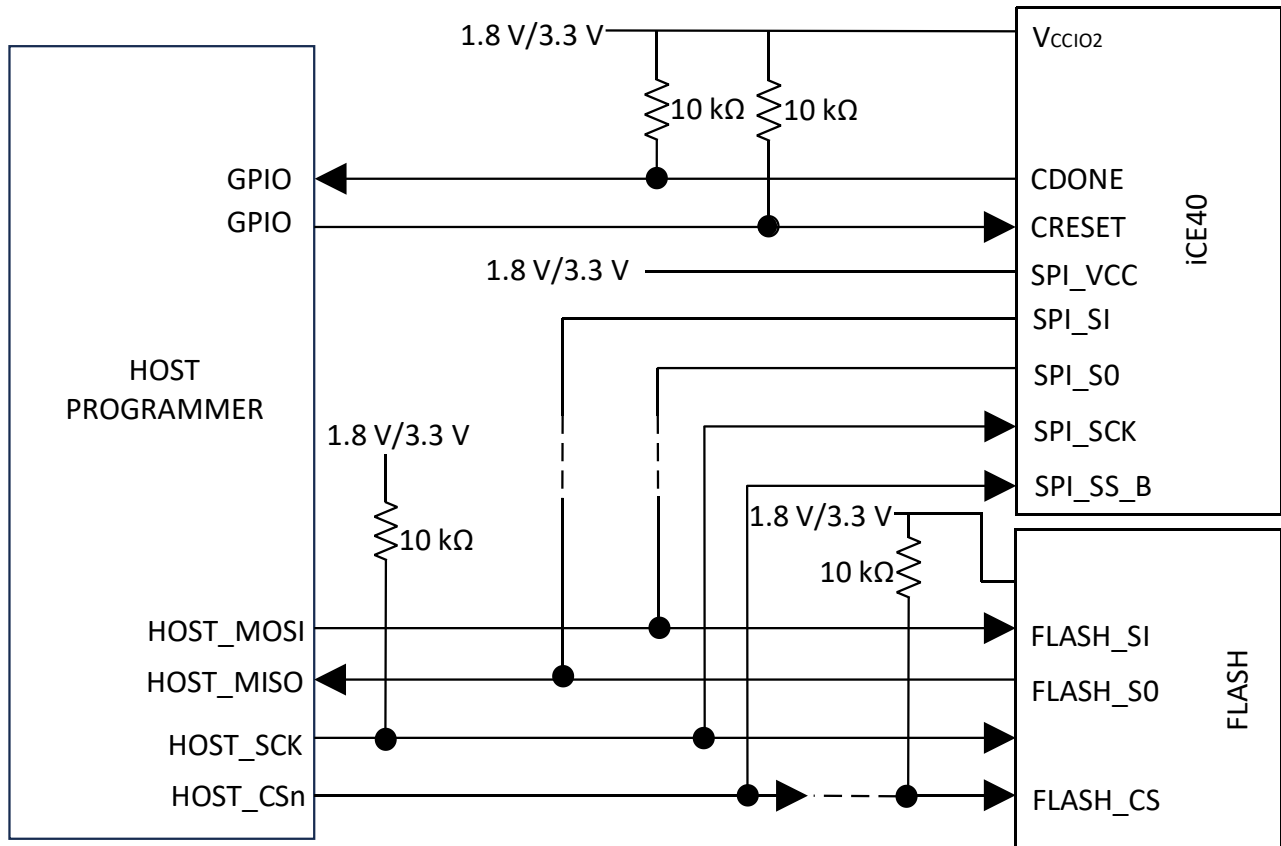 1.8 V/3.3 V
VCCIO2
10 kΩ
10 kΩ
GPIO
CDONE
GPIO
CRESET
iCE40
1.8 V/3.3 V
SPI_VCC
SPI_SI
HOST
PROGRAMMER
SPI_S0
1.8 V/3.3 V
SPI_SCK
SPI_SS_B
1.8 V/3.3 V
10 kΩ
10 kΩ
HOST_MOSI
FLASH_SI
HOST_MISO
FLASH_S0
FLASH
HOST_SCK
HOST_CSn
FLASH_CS